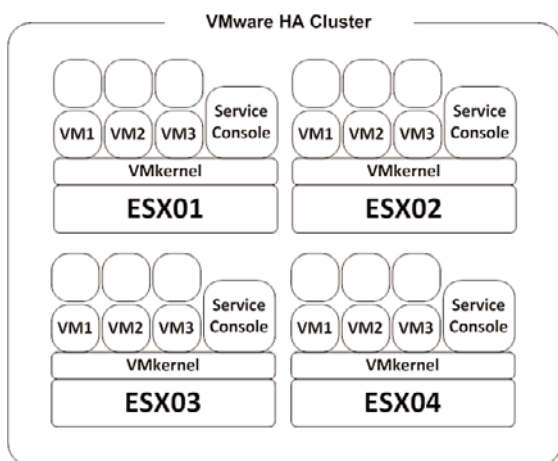 VMware HA Cluster
Service
Console
VM1 VM2 VM3
VMkernel
ESX01
Service
Console
VM1 VM2 VM3
VMkernel
ESX02
Service
Console
VM1 VM2 VM3
VMkernel
ESX03
Service
Console
VM1 VM2 VM3
VMkernel
ESX04